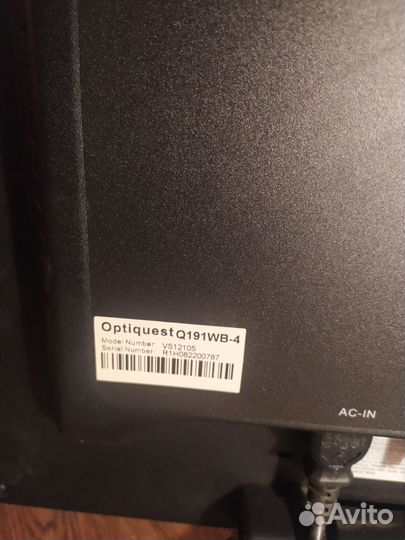 Optiquest Q191WB-4
Model Number: VS12105
Serial Number: R1H082200787
AC-IN
Avito